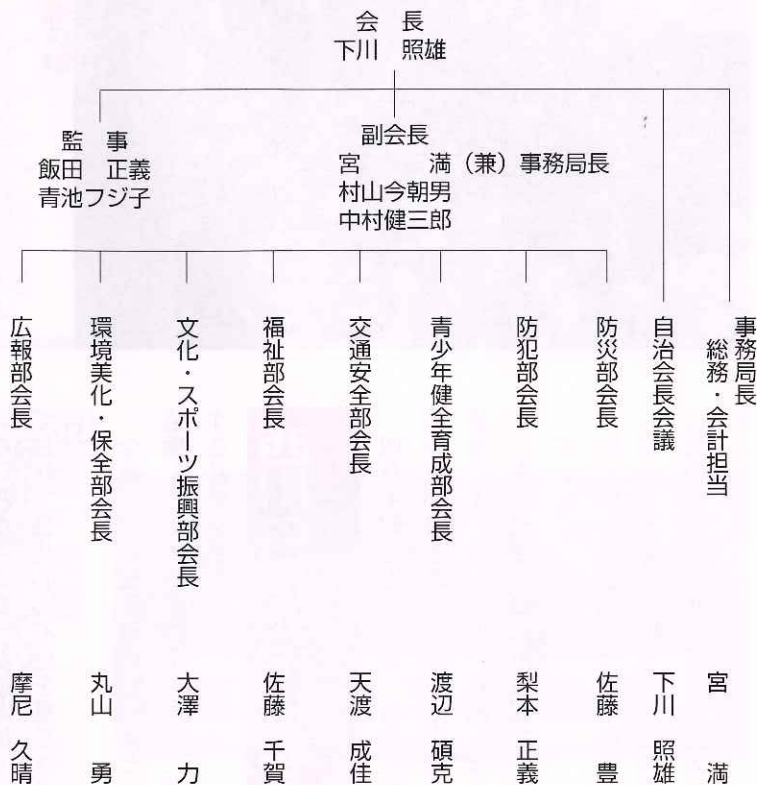 会　長
下川　照雄
監　事
飯田　正義
青池フジ子
副会長
宮　　満（兼）事務局長
村山今朝男
中村健三郎
事務局長
総務・会計担当
宮　　満
自治会長会議
下川　照雄
防災部会長
佐藤　豊
防犯部会長
梨本　正義
青少年健全育成部会長
渡辺　碩克
交通安全部会長
天渡　成佳
福祉部会長
佐藤　千賀
文化・スポーツ振興部会長
大澤　力
環境美化・保全部会長
丸山　勇
広報部会長
摩尼　久晴